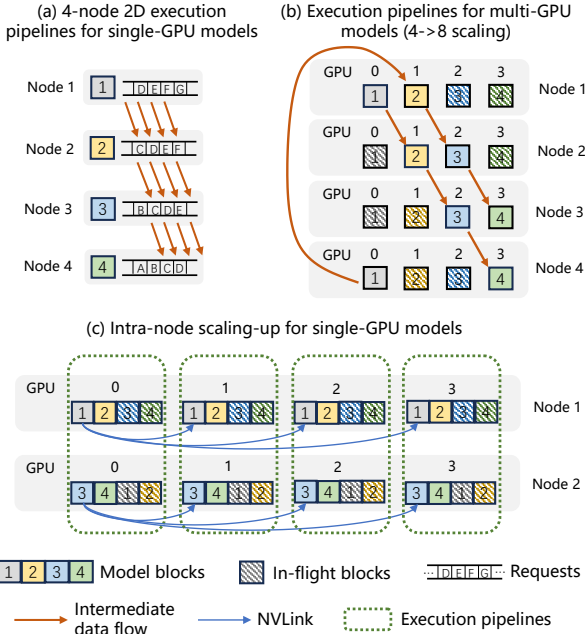 (a) 4-node 2D execution
pipelines for single-GPU models
Node 1 1 D E F G
Node 2 2 C D E F
Node 3 3 B C D E
Node 4 4 A B C D
(b) Execution pipelines for multi-GPU
models (4->8 scaling)
GPU 0 1 2 3
1 2 3 4 Node 1
0 1 2 3
1 2 3 4 Node 2
0 1 2 3
1 2 3 4 Node 3
0 1 2 3
1 2 3 4 Node 4
(c) Intra-node scaling-up for single-GPU models
GPU 0 1 2 3
1 2 3 4 1 2 3 4 1 2 3 4 1 2 3 4 Node 1
GPU 0 1 2 3
3 4 1 2 3 4 1 2 3 4 1 2 3 4 1 2 Node 2
1 2 3 4 Model blocks In-flight blocks D E F G Requests
Intermediate
data flow NVLink Execution pipelines